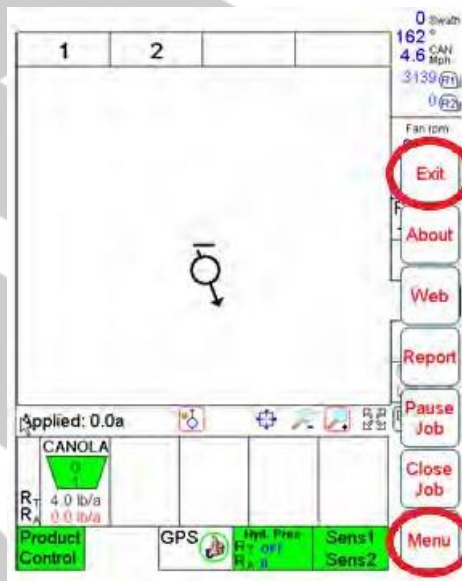 0 Swath
162 °
4.6 CAN Mph
1 2
3139 R1
0 R2
Fan rpm
Exit
About
Web
Report
Applied: 0.0a
Pause Job
CANOLA
0
1
RT 4.0 lb/a
RA 0.0 lb/a
Close Job
Product Control
GPS
Hyd. Pres
RT OFF
RA 0
Sens1
Sens2
Menu